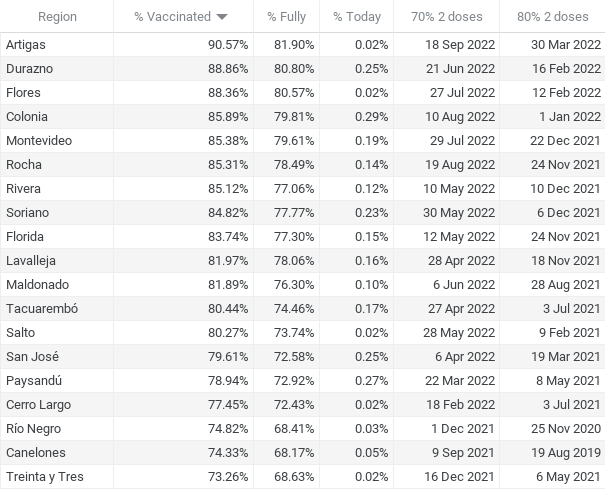 Region % Vaccinated % Fully % Today 70% 2 doses 80% 2 doses
Artigas 90.57% 81.90% 0.02% 18 Sep 2022 30 Mar 2022
Durazno 88.86% 80.80% 0.25% 21 Jun 2022 16 Feb 2022
Flores 88.36% 80.57% 0.02% 27 Jul 2022 12 Feb 2022
Colonia 85.89% 79.81% 0.29% 10 Aug 2022 1 Jan 2022
Montevideo 85.38% 79.61% 0.19% 29 Jul 2022 22 Dec 2021
Rocha 85.31% 78.49% 0.14% 19 Aug 2022 24 Nov 2021
Rivera 85.12% 77.06% 0.12% 10 May 2022 10 Dec 2021
Soriano 84.82% 77.77% 0.23% 30 May 2022 6 Dec 2021
Florida 83.74% 77.30% 0.15% 12 May 2022 24 Nov 2021
Lavalleja 81.97% 78.06% 0.16% 28 Apr 2022 18 Nov 2021
Maldonado 81.89% 76.30% 0.10% 6 Jun 2022 28 Aug 2021
Tacuarembó 80.44% 74.46% 0.17% 27 Apr 2022 3 Jul 2021
Salto 80.27% 73.74% 0.02% 28 May 2022 9 Feb 2021
San José 79.61% 72.58% 0.25% 6 Apr 2022 19 Mar 2021
Paysandú 78.94% 72.92% 0.27% 22 Mar 2022 8 May 2021
Cerro Largo 77.45% 72.43% 0.02% 18 Feb 2022 3 Jul 2021
Río Negro 74.82% 68.41% 0.03% 1 Dec 2021 25 Nov 2020
Canelones 74.33% 68.17% 0.05% 9 Sep 2021 19 Aug 2019
Treinta y Tres 73.26% 68.63% 0.02% 16 Dec 2021 6 May 2021